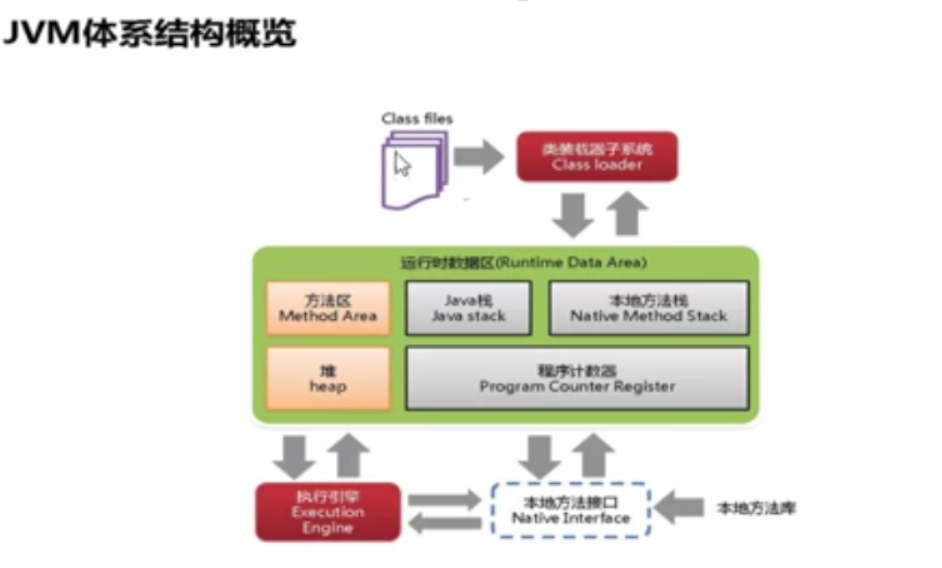 JVM体系结构概览
Class files
类装载器子系统
Class loader
运行时数据区(Runtime Data Area)
方法区
Method Area
Java栈
Java stack
本地方法栈
Native Method Stack
堆
heap
程序计数器
Program Counter Register
执行引擎
Execution
Engine
本地方法接口
Native Interface
本地方法库